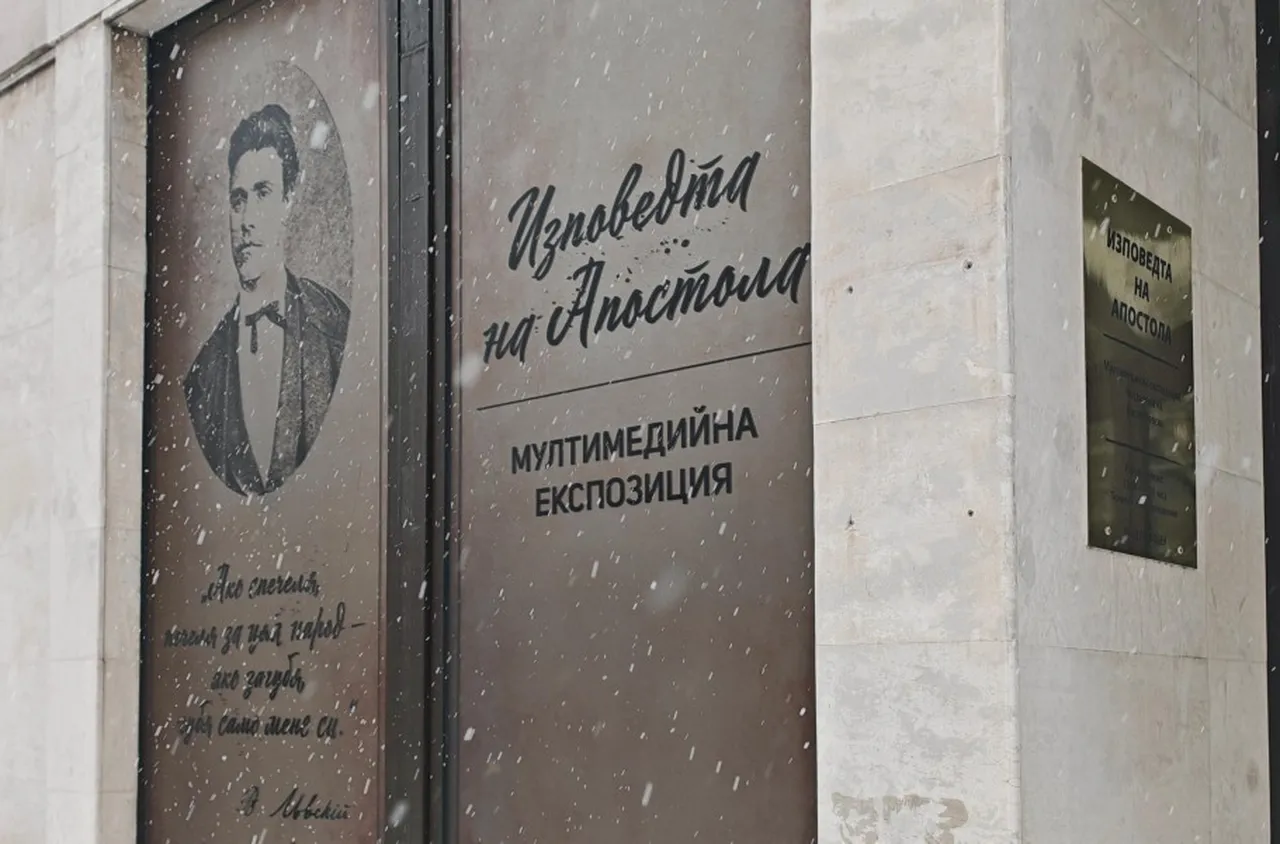 „Ако спечеля,
печеля за цял народ –
ако загубя,
губя само мене си.“
В Лѣвскій
Изповедта
на Апостола
МУЛТИМЕДИЙНА
ЕКСПОЗИЦИЯ
ИЗПОВЕДТА
НА
АПОСТОЛА